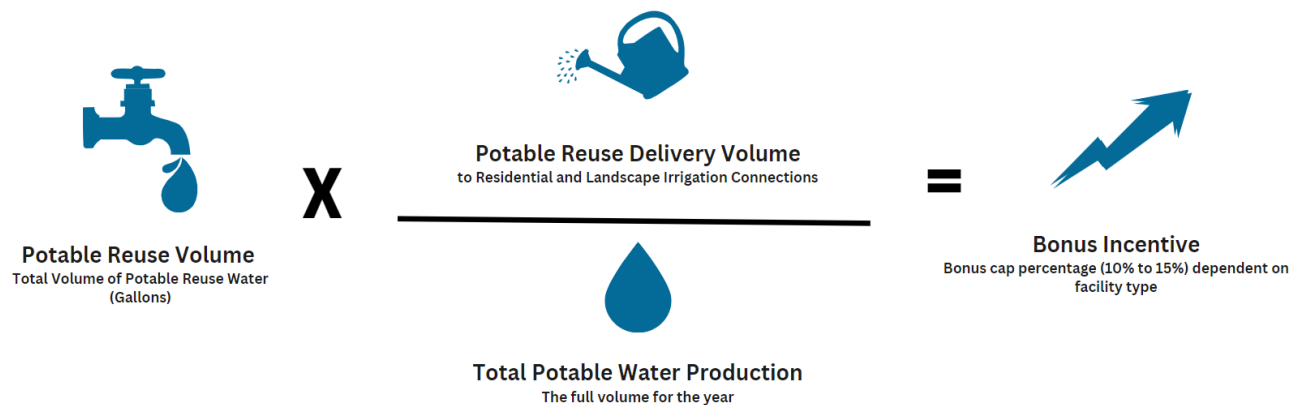 Potable Reuse Volume
Total Volume of Potable Reuse Water
(Gallons)
X
Potable Reuse Delivery Volume
to Residential and Landscape Irrigation Connections
Total Potable Water Production
The full volume for the year
=
Bonus Incentive
Bonus cap percentage (10% to 15%) dependent on
facility type